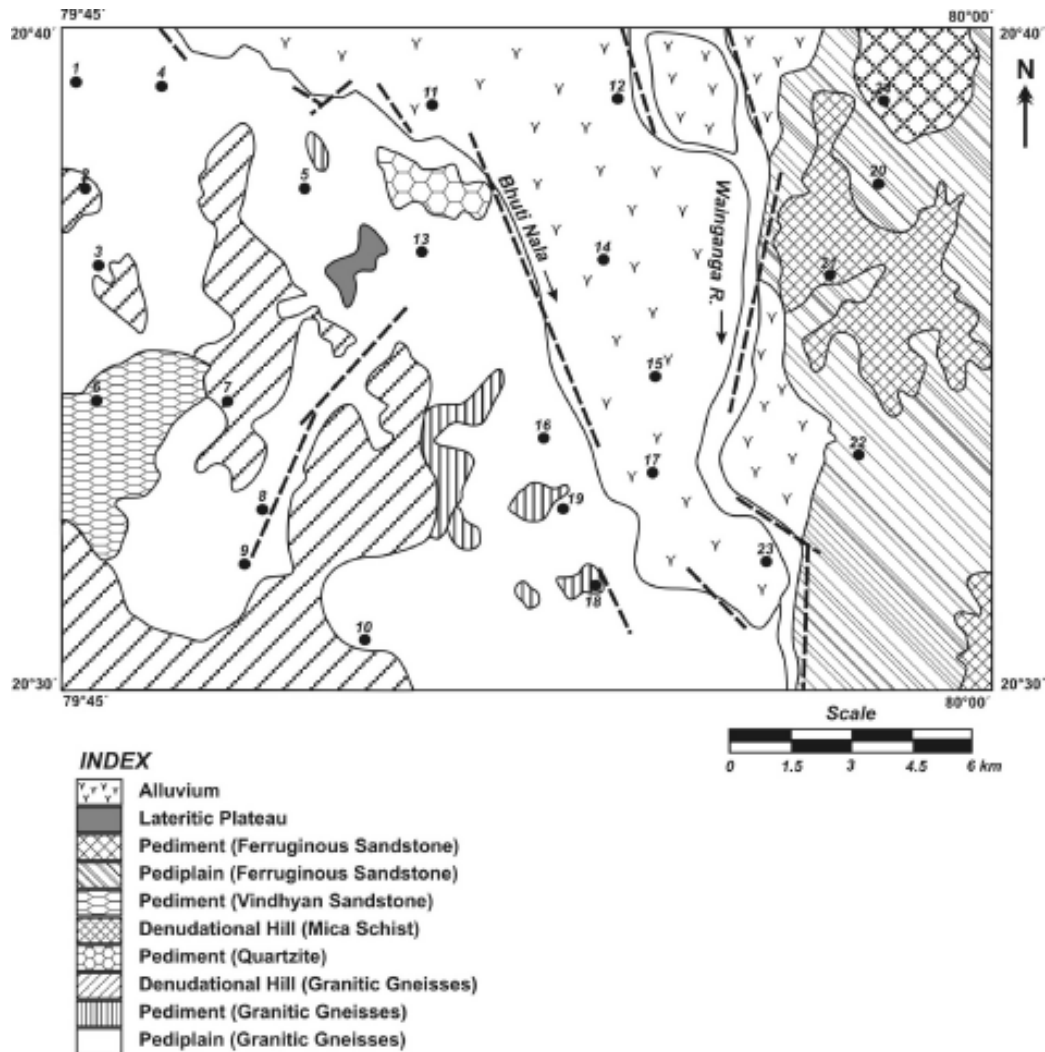 79°45´ 80°00´
20°40´ 20°40´
N
1
4
11
12
24
2
5
20
Bhuti Nala
Wainganga R.
3
13
14
21
15
6
7
16
22
17
8
19
9
23
18
10
20°30´ 20°30´
79°45´ 80°00´
Scale
0 1.5 3 4.5 6 km
INDEX
Alluvium
Lateritic Plateau
Pediment (Ferruginous Sandstone)
Pediplain (Ferruginous Sandstone)
Pediment (Vindhyan Sandstone)
Denudational Hill (Mica Schist)
Pediment (Quartzite)
Denudational Hill (Granitic Gneisses)
Pediment (Granitic Gneisses)
Pediplain (Granitic Gneisses)